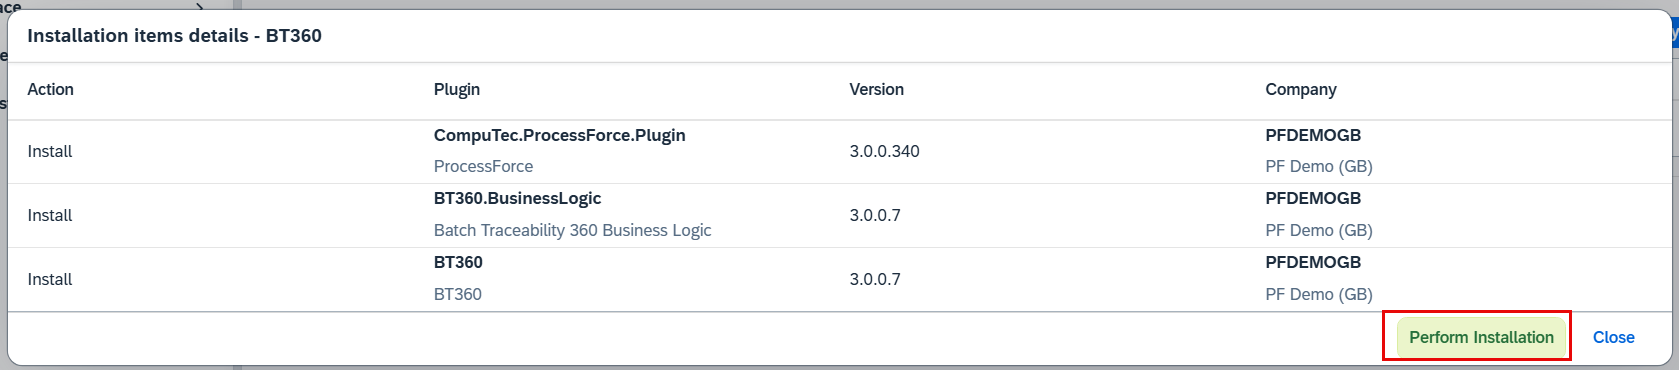 ace
Installation items details - BT360
Action Plugin Version Company
CompuTec.ProcessForce.Plugin PFDEMOGB
Install 3.0.0.340
ProcessForce PF Demo (GB)
BT360.BusinessLogic PFDEMOGB
Install 3.0.0.7
Batch Traceability 360 Business Logic PF Demo (GB)
BT360 PFDEMOGB
Install 3.0.0.7
BT360 PF Demo (GB)
Perform Installation Close